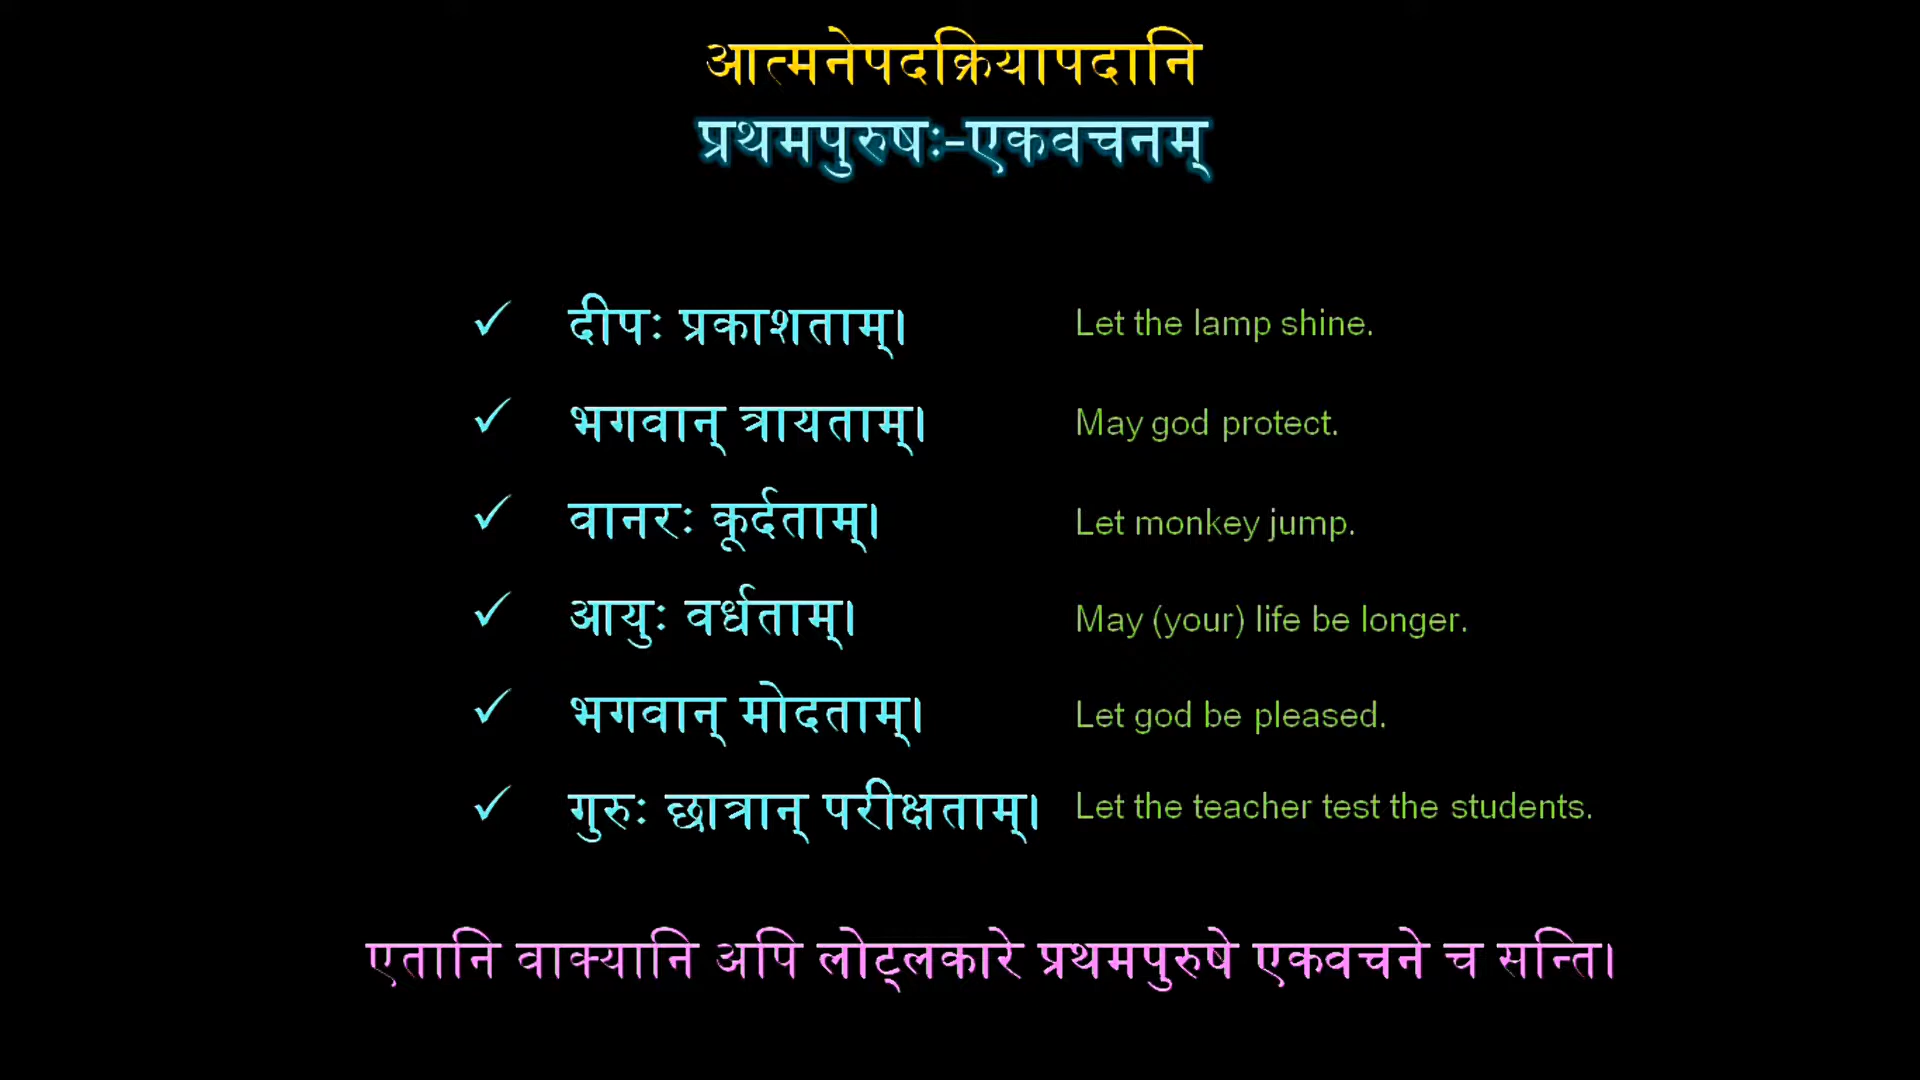 आत्मनेपदक्रियापदानि
प्रथमपुरुषः-एकवचनम्
✓ दीपः प्रकाशताम्। Let the lamp shine.
✓ भगवान् त्रायताम्। May god protect.
✓ वानरः कूर्दताम्। Let monkey jump.
✓ आयुः वर्धताम्। May (your) life be longer.
✓ भगवान् मोदताम्। Let god be pleased.
✓ गुरुः छात्रान् परीक्षताम्। Let the teacher test the students.
एतानि वाक्यानि अपि लोट्लकारे प्रथमपुरुषे एकवचने च सन्ति।